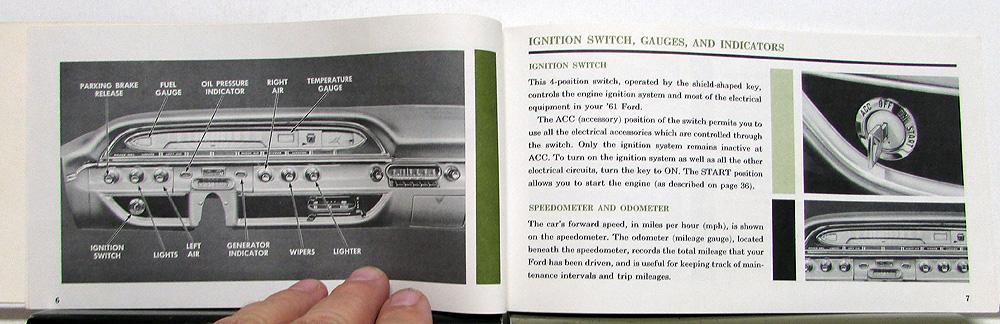 PARKING BRAKE
RELEASE
FUEL
GAUGE
OIL PRESSURE
INDICATOR
RIGHT
AIR
TEMPERATURE
GAUGE
IGNITION
SWITCH
LIGHTS
LEFT
AIR
GENERATOR
INDICATOR
WIPERS
LIGHTER
6
IGNITION SWITCH, GAUGES, AND INDICATORS
IGNITION SWITCH
This 4-position switch, operated by the shield-shaped key,
controls the engine ignition system and most of the electrical
equipment in your '61 Ford.
The ACC (accessory) position of the switch permits you to
use all the electrical accessories which are controlled through
the switch. Only the ignition system remains inactive at
ACC. To turn on the ignition system as well as all the other
electrical circuits, turn the key to ON. The START position
allows you to start the engine (as described on page 36).
SPEEDOMETER AND ODOMETER
The car's forward speed, in miles per hour (mph), is shown
on the speedometer. The odometer (mileage gauge), located
beneath the speedometer, records the total mileage that your
Ford has been driven, and is useful for keeping track of main-
tenance intervals and trip mileages.
ACC OFF ON START
7